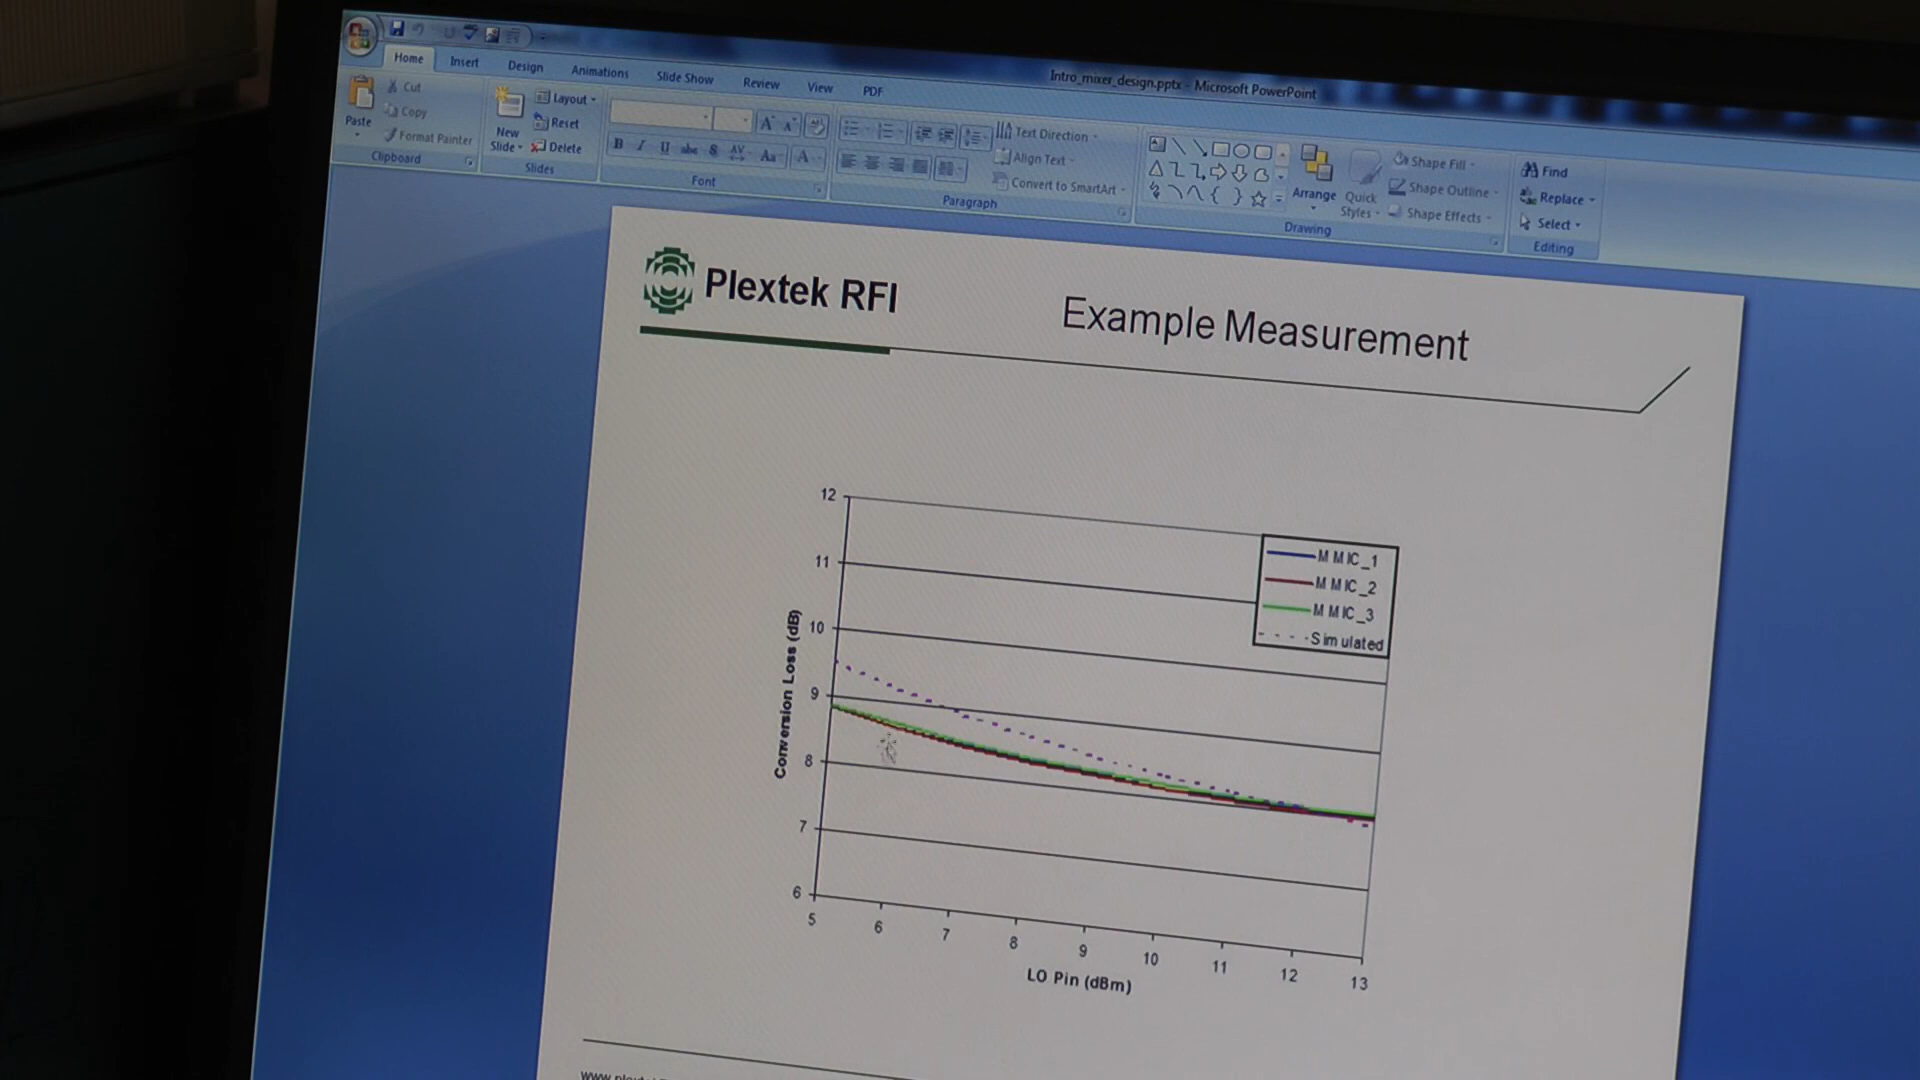 Intro_mixer_design.pptx - Microsoft PowerPoint
Home Insert Design Animations Slide Show Review View PDF
Paste
Cut
Copy
Format Painter
Clipboard
New Slide
Layout
Reset
Delete
Slides
B I U abc S AV Aa A
Font
Text Direction
Align Text
Convert to SmartArt
Paragraph
Arrange
Quick Styles
Shape Fill
Shape Outline
Shape Effects
Drawing
Find
Replace
Select
Editing
Plextek RFI
Example Measurement
12
11
10
9
8
7
6
Conversion Loss (dB)
MMIC_1
MMIC_2
MMIC_3
Simulated
5 6 7 8 9 10 11 12 13
LO Pin (dBm)